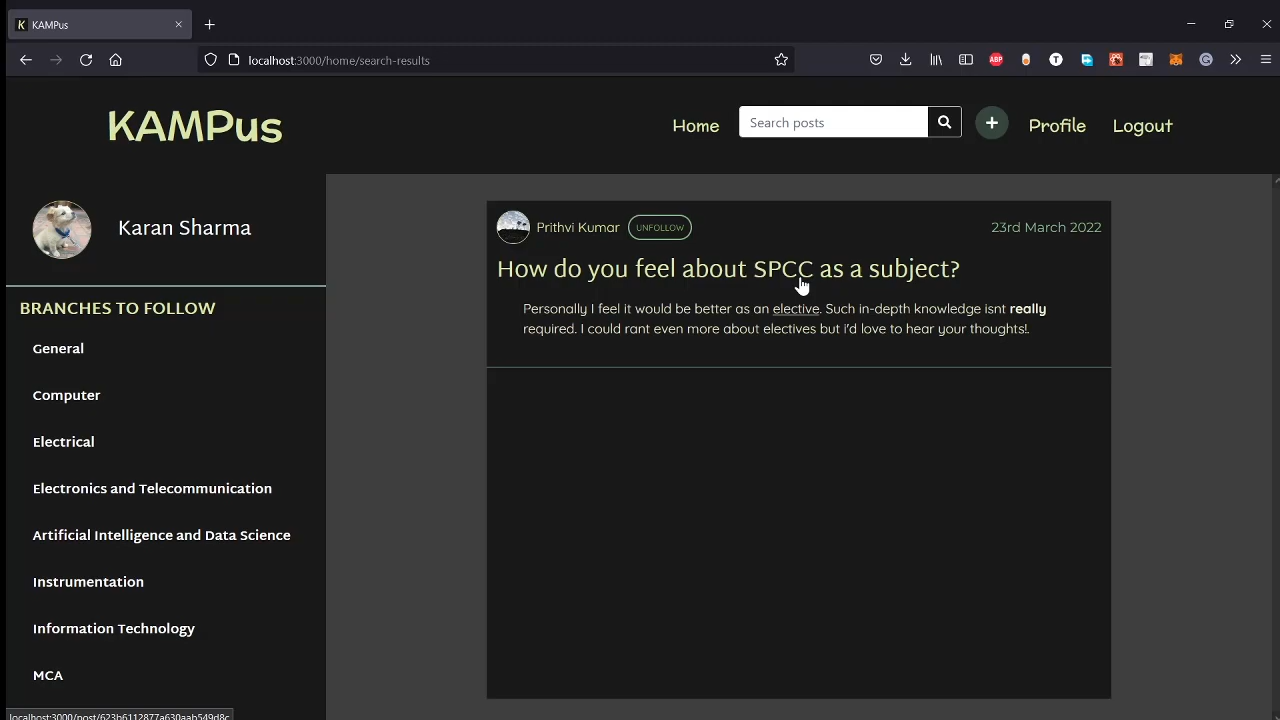 KAMPus
localhost:3000/home/search-results
ABP
T
KAMPus
Home
Search posts
Profile
Logout
Karan Sharma
BRANCHES TO FOLLOW
General
Computer
Electrical
Electronics and Telecommunication
Artificial Intelligence and Data Science
Instrumentation
Information Technology
MCA
Prithvi Kumar
UNFOLLOW
23rd March 2022
How do you feel about SPCC as a subject?
Personally I feel it would be better as an elective. Such in-depth knowledge isnt really
required. I could rant even more about electives but i'd love to hear your thoughts!.